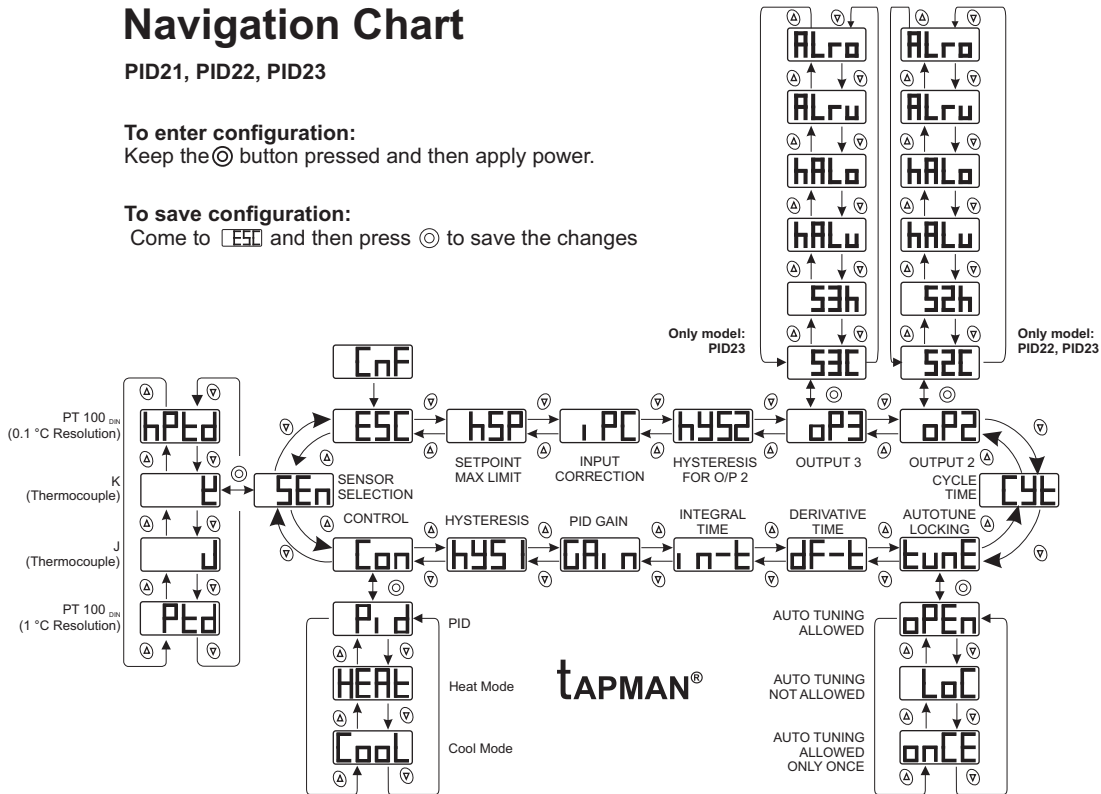 Navigation Chart
PID21, PID22, PID23
To enter configuration:
Keep the button pressed and then apply power.
To save configuration:
Come to ESC and then press to save the changes
ALro
ALru
hALo
hALu
S3h
S3C
Only model:
PID23
ALro
ALru
hALo
hALu
S2h
S2C
Only model:
PID22, PID23
CnF
ESC
hSP
SETPOINT
MAX LIMIT
iPC
INPUT
CORRECTION
hYS2
HYSTERESIS
FOR O/P 2
oP3
OUTPUT 3
oP2
OUTPUT 2
CYCLE
TIME
CYt
PT 100 DIN
(0.1 °C Resolution)
hPtd
K
(Thermocouple)
J
(Thermocouple)
J
PT 100 DIN
(1 °C Resolution)
Ptd
SEn
SENSOR
SELECTION
CONTROL
Con
HYSTERESIS
hYS1
PID GAIN
GAin
INTEGRAL
TIME
in-t
DERIVATIVE
TIME
dF-t
AUTOTUNE
LOCKING
tunE
Pid
PID
HEAt
Heat Mode
CooL
Cool Mode
tAPMAN®
AUTO TUNING
ALLOWED
oPEn
AUTO TUNING
NOT ALLOWED
LoC
AUTO TUNING
ALLOWED
ONLY ONCE
onCE